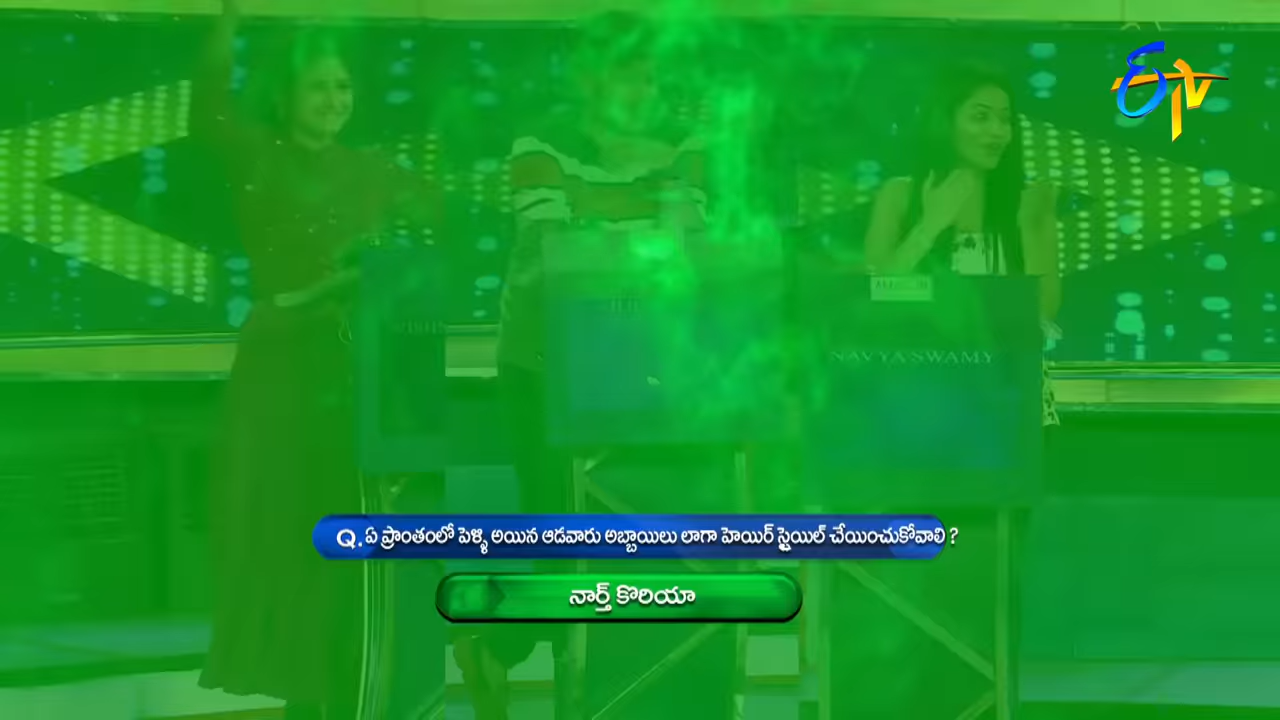 ETV
NAVYA SWAMY
Q. ఏ ప్రాంతంలో పెళ్ళి అయిన ఆడవారు అబ్బాయిలు లాగా హెయిర్ స్టైయిల్ చేయించుకోవాలి ?
నార్త్ కొరియా